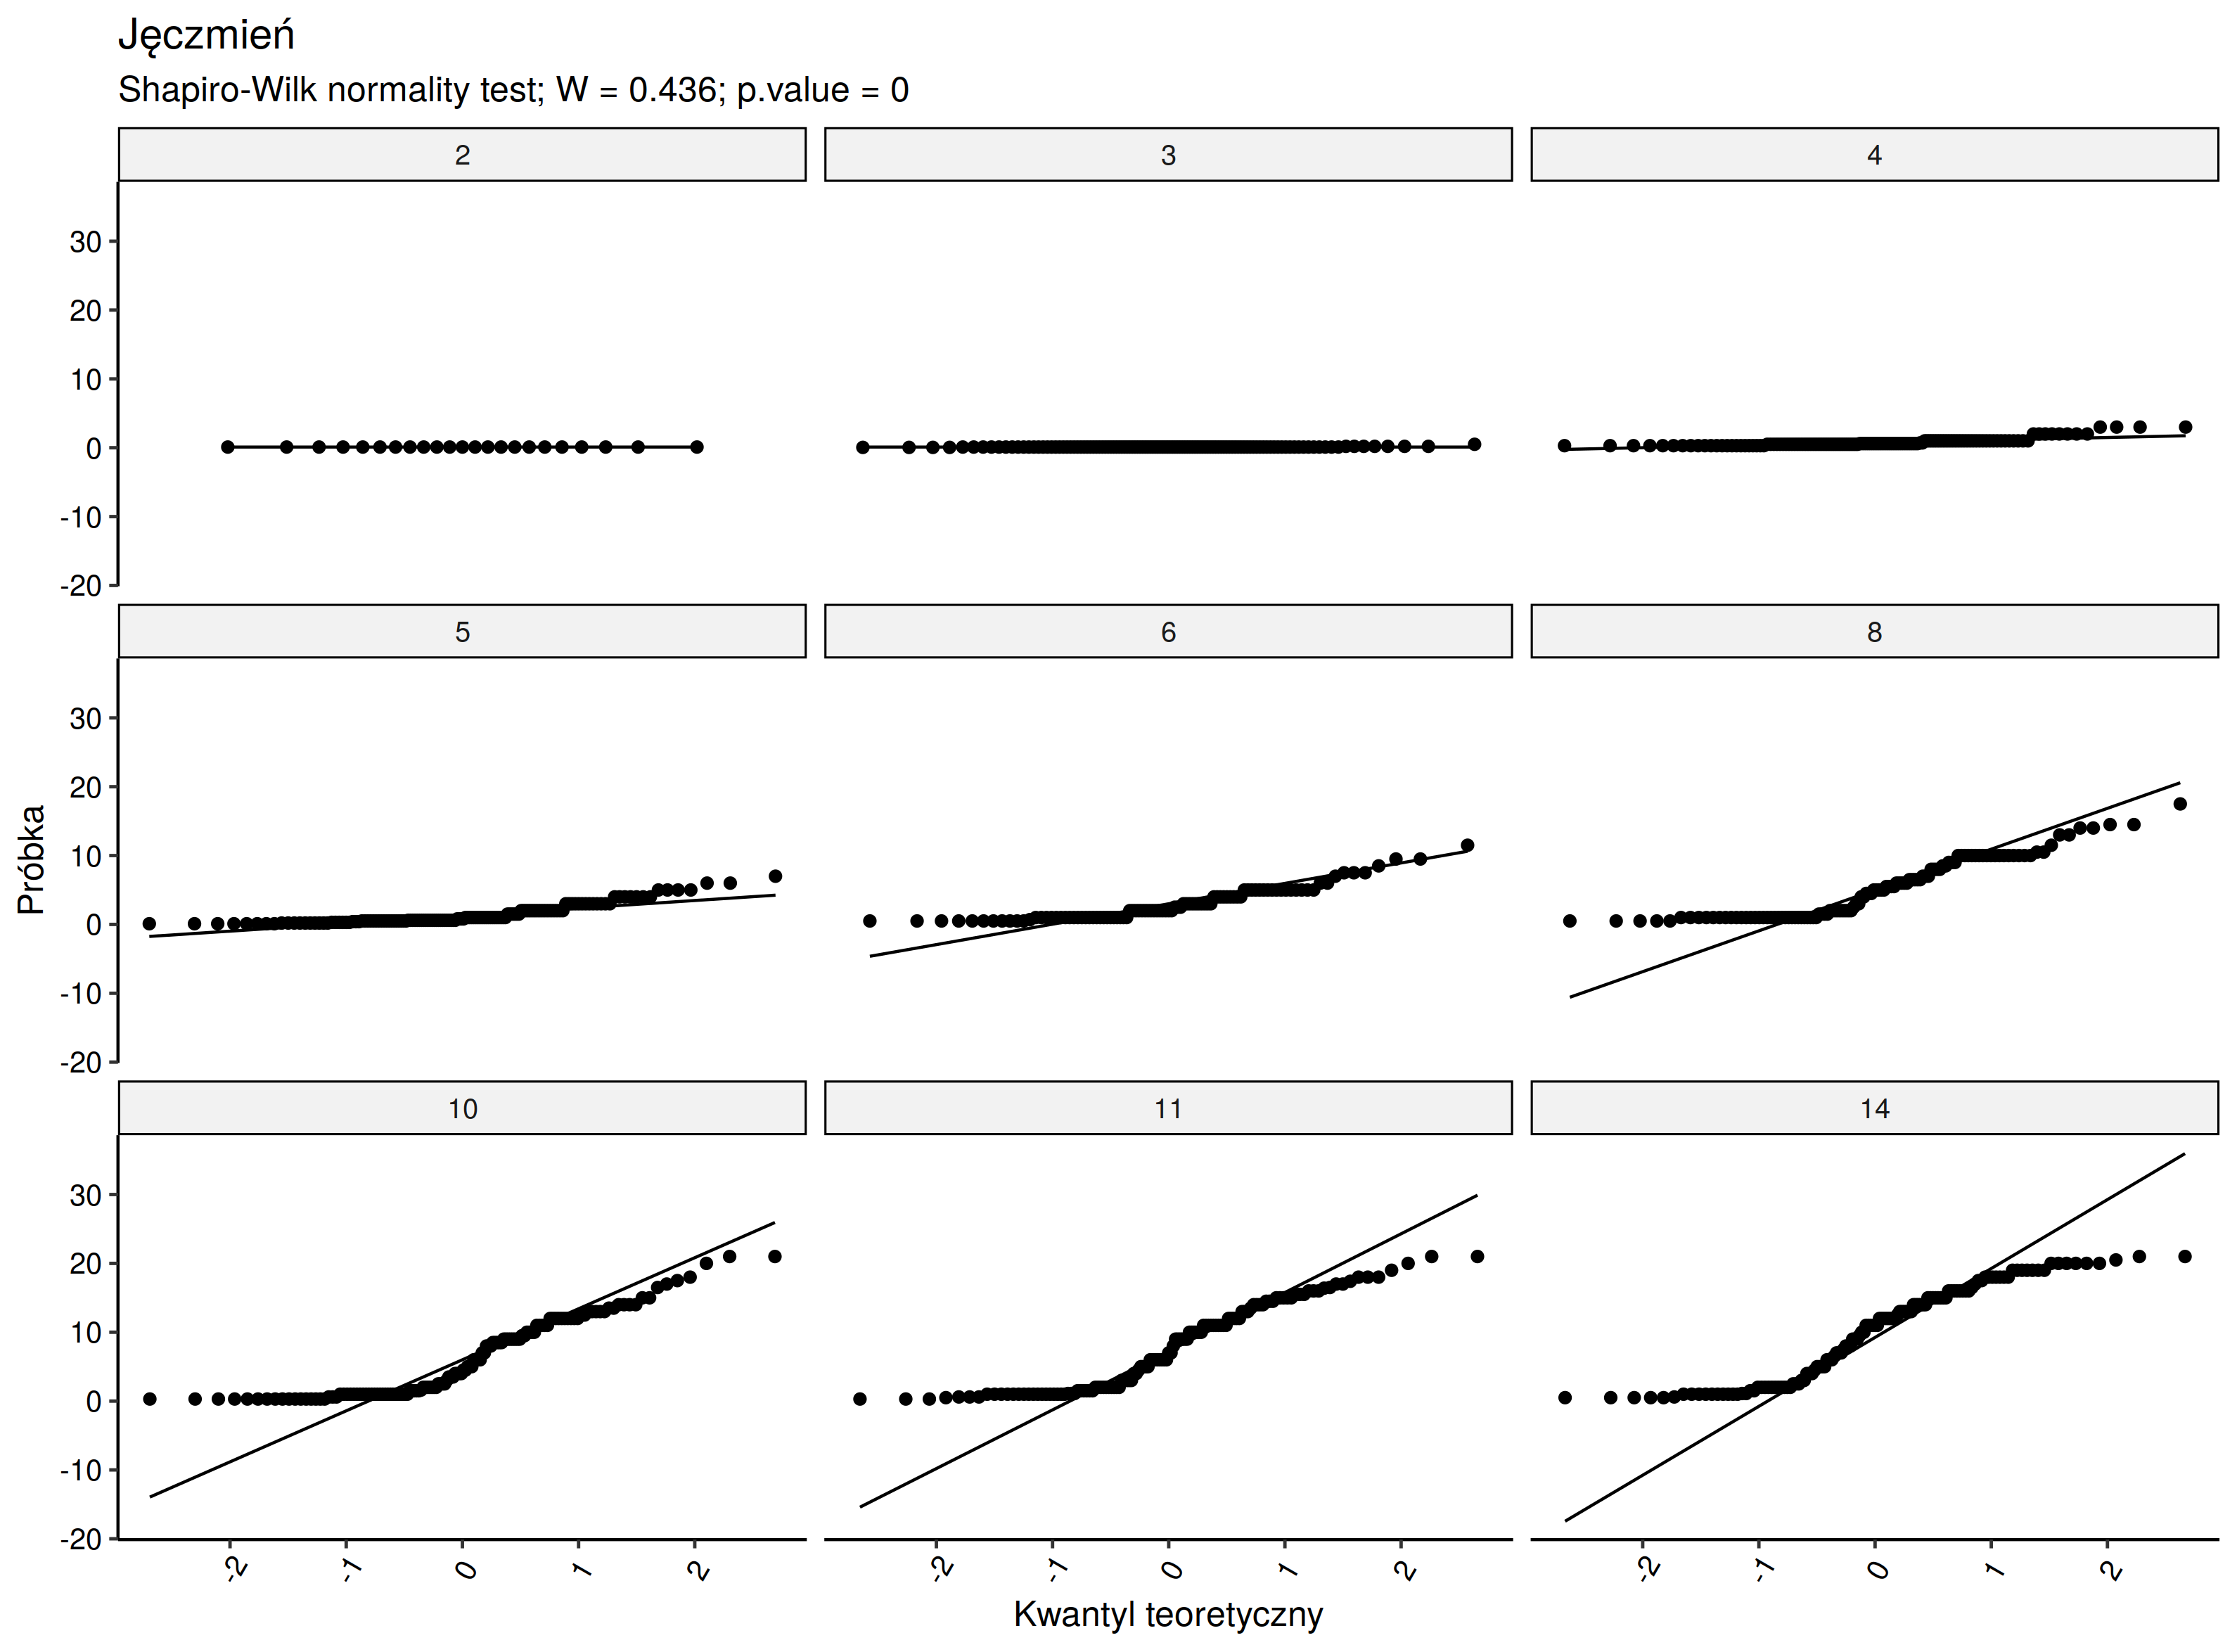 Jęczmień
Shapiro-Wilk normality test; W = 0.436; p.value = 0
2 3 4
30
20
10
0
-10
-20
5 6 8
30
20
10
0
-10
-20
10 11 14
30
20
10
0
-10
-20
-2 -1 0 1 2 -2 -1 0 1 2 -2 -1 0 1 2
Kwantyl teoretyczny
Próbka